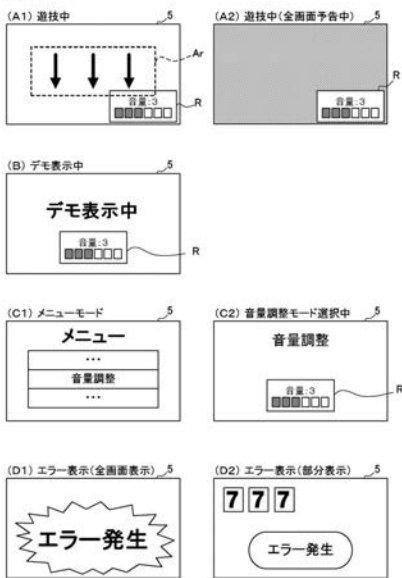 (A1) 遊技中
5
Ar
音量:3
R
(A2) 遊技中(全画面予告中)
5
音量:3
R
(B) デモ表示中
5
デモ表示中
音量:3
R
(C1) メニューモード
5
メニュー
…
音量調整
…
(C2) 音量調整モード選択中
5
音量調整
音量:3
R
(D1) エラー表示(全画面表示)
5
エラー発生
(D2) エラー表示(部分表示)
5
7 7 7
エラー発生